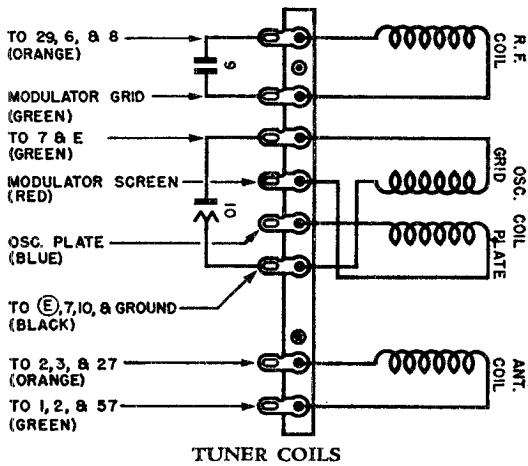 TO 29, 6, & 8
(ORANGE)
9
R. F.
COIL
MODULATOR GRID
(GREEN)
TO 7 & E
(GREEN)
MODULATOR SCREEN
(RED)
10
OSC. PLATE
(BLUE)
TO E,7,10, & GROUND
(BLACK)
OSC. COIL
GRID
PLATE
TO 2,3, & 27
(ORANGE)
TO 1, 2, & 57
(GREEN)
ANT.
COIL
TUNER COILS